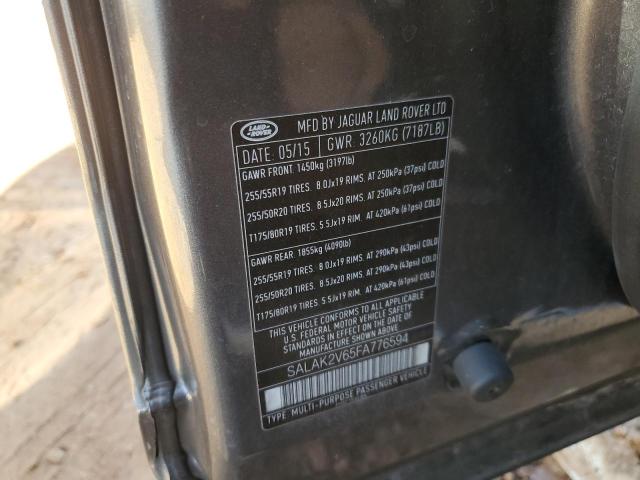 LAND-
ROVER
MFD BY JAGUAR LAND ROVER LTD
DATE: 05/15 GWR. 3260KG (7187LB)
GAWR FRONT. 1450kg (3197lb)
255/55R19 TIRES. 8.0Jx19 RIMS. AT 250kPa (37psi) COLD
255/50R20 TIRES. 8.5Jx20 RIMS. AT 250kPa (37psi) COLD
T175/80R19 TIRES. 5.5Jx19 RIM. AT 420kPa (61psi) COLD
GAWR REAR. 1855kg (4090lb)
255/55R19 TIRES. 8.0Jx19 RIMS. AT 290kPa (43psi) COLD
255/50R20 TIRES. 8.5Jx20 RIMS. AT 290kPa (43psi) COLD
T175/80R19 TIRES. 5.5Jx19 RIM. AT 420kPa (61psi) COLD
THIS VEHICLE CONFORMS TO ALL APPLICABLE
U.S. FEDERAL MOTOR VEHICLE SAFETY
STANDARDS IN EFFECT ON THE DATE OF
MANUFACTURE SHOWN ABOVE
SALAK2V65FA776594
TYPE: MULTI-PURPOSE PASSENGER VEHICLE